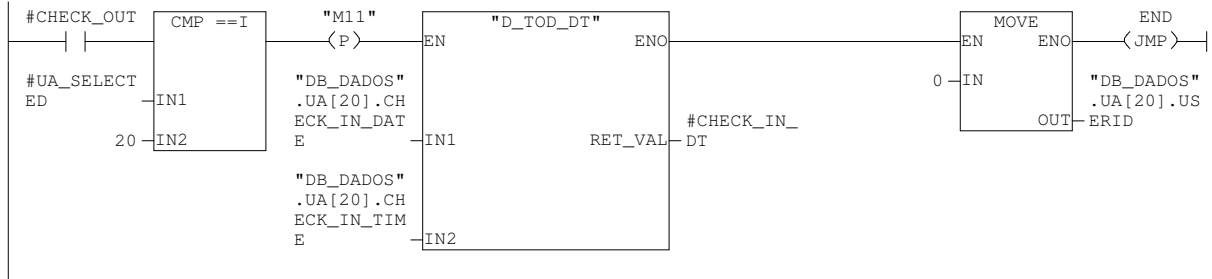 #CHECK_OUT
CMP ==I
"M11"
"D_TOD_DT"
MOVE
END
P
EN
ENO
EN
ENO
JMP
#UA_SELECT
ED
IN1
"DB_DADOS"
.UA[20].CH
ECK_IN_DAT
E
IN1
0
IN
"DB_DADOS"
.UA[20].US
ERID
OUT
20
IN2
RET_VAL
#CHECK_IN_
DT
"DB_DADOS"
.UA[20].CH
ECK_IN_TIM
E
IN2